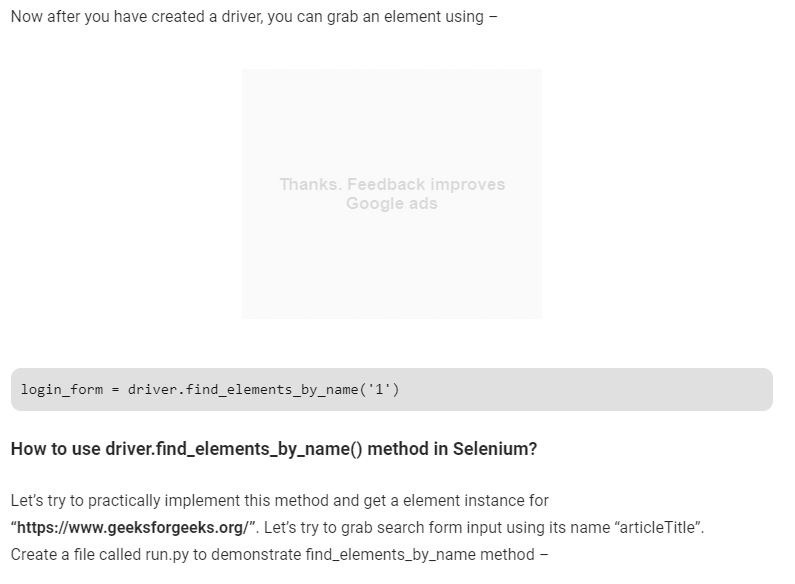 Now after you have created a driver, you can grab an element using –
Thanks. Feedback improves
Google ads
login_form = driver.find_elements_by_name('1')
How to use driver.find_elements_by_name() method in Selenium?
Let’s try to practically implement this method and get a element instance for
“https://www.geeksforgeeks.org/”. Let’s try to grab search form input using its name “articleTitle”.
Create a file called run.py to demonstrate find_elements_by_name method –